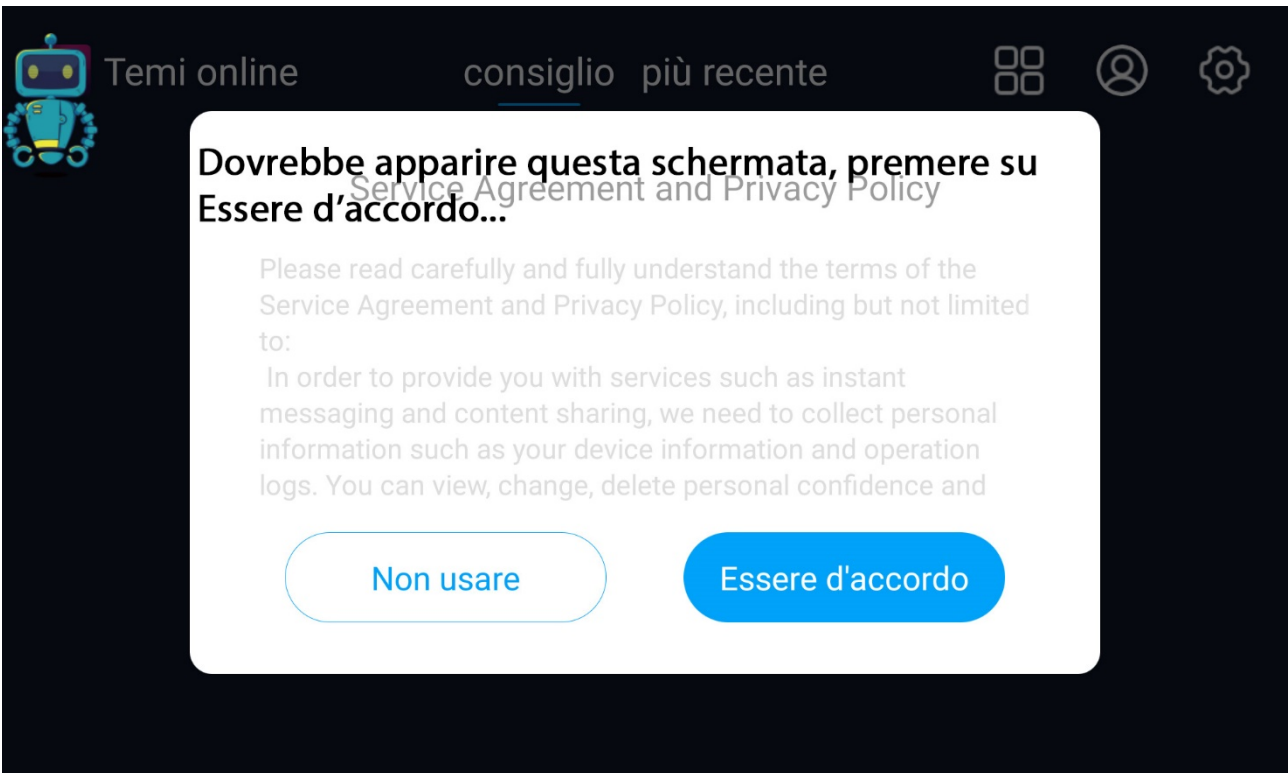 Temi online consiglio più recente
Dovrebbe apparire questa schermata, premere su
Essere d’accordo...
Service Agreement and Privacy Policy
Please read carefully and fully understand the terms of the
Service Agreement and Privacy Policy, including but not limited
to:
In order to provide you with services such as instant
messaging and content sharing, we need to collect personal
information such as your device information and operation
logs. You can view, change, delete personal confidence and
Non usare Essere d'accordo